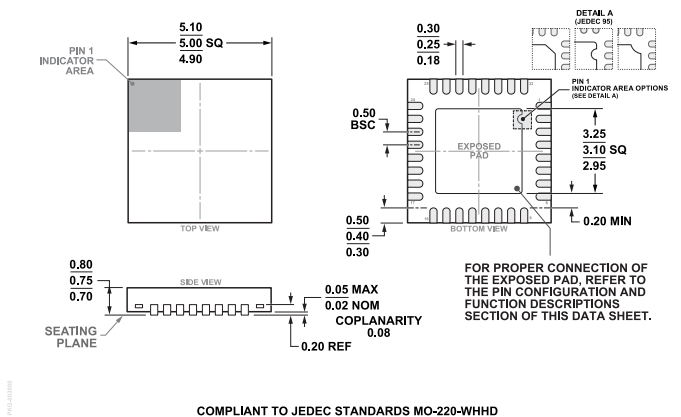 DETAIL A
(JEDEC 95)
5.10
5.00 SQ
4.90
0.30
0.25
0.18
PIN 1
INDICATOR
AREA
PIN 1
INDICATOR AREA OPTIONS
(SEE DETAIL A)
0.50
BSC
EXPOSED
PAD
3.25
3.10 SQ
2.95
0.50
0.40
0.30
0.20 MIN
TOP VIEW
BOTTOM VIEW
0.80
0.75
0.70
SIDE VIEW
0.05 MAX
0.02 NOM
COPLANARITY
0.08
0.20 REF
SEATING
PLANE
FOR PROPER CONNECTION OF
THE EXPOSED PAD, REFER TO
THE PIN CONFIGURATION AND
FUNCTION DESCRIPTIONS
SECTION OF THIS DATA SHEET.
COMPLIANT TO JEDEC STANDARDS MO-220-WHHD